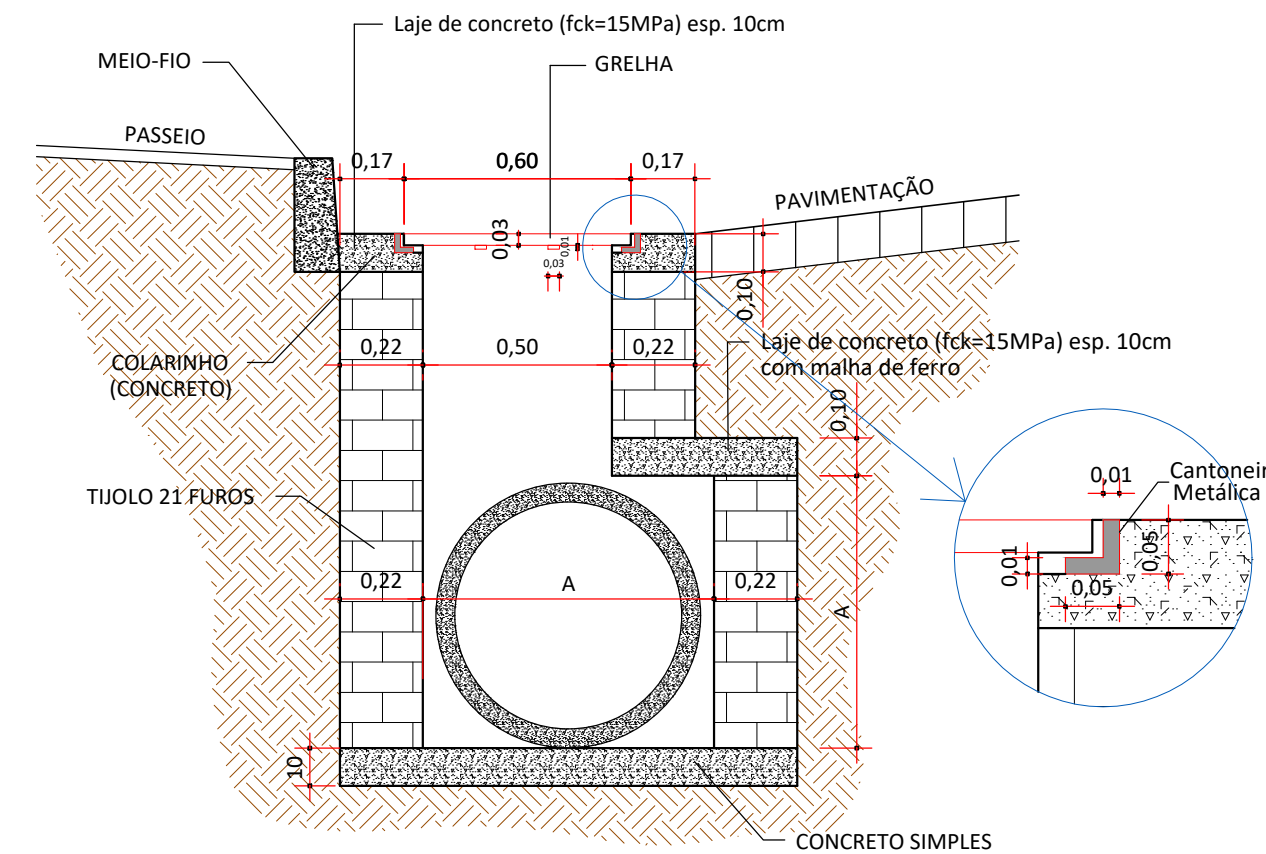 Laje de concreto (fck=15MPa) esp. 10cm
MEIO-FIO
GRELHA
PASSEIO
0,17
0,60
0,17
PAVIMENTAÇÃO
0,03
0,01
0,03
0,10
COLARINHO
(CONCRETO)
0,22
0,50
0,22
Laje de concreto (fck=15MPa) esp. 10cm
com malha de ferro
0,10
TIJOLO 21 FUROS
0,22
A
0,22
A
0,01
Cantoneir
Metálica
0,01
0,05
0,05
10
CONCRETO SIMPLES